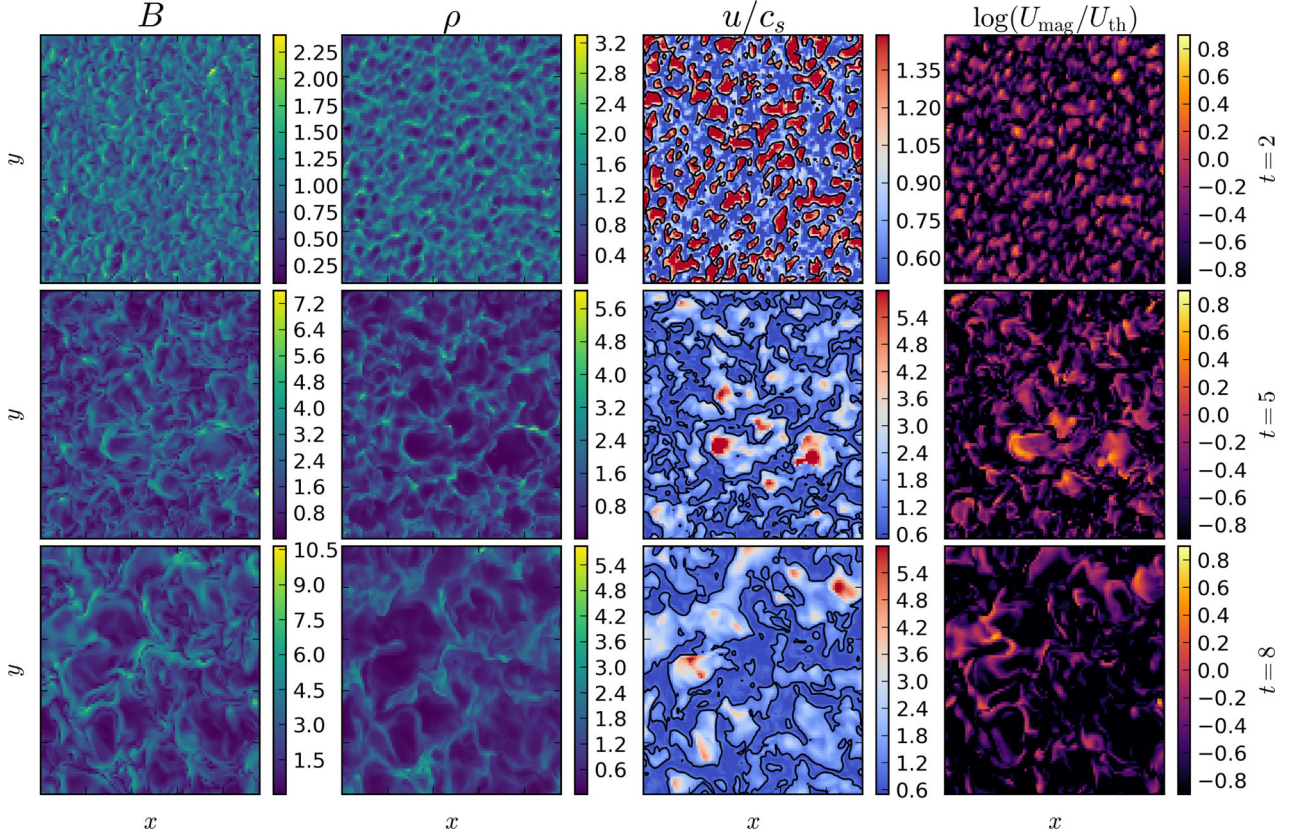 B ρ u/c_s log(U_mag/U_th)
y 2.25 2.00 1.75 1.50 1.25 1.00 0.75 0.50 0.25 3.2 2.8 2.4 2.0 1.6 1.2 0.8 0.4 1.35 1.20 1.05 0.90 0.75 0.60 0.8 0.6 0.4 0.2 0.0 −0.2 −0.4 −0.6 −0.8 t=2
y 7.2 6.4 5.6 4.8 4.0 3.2 2.4 1.6 0.8 5.6 4.8 4.0 3.2 2.4 1.6 0.8 5.4 4.8 4.2 3.6 3.0 2.4 1.8 1.2 0.6 0.8 0.6 0.4 0.2 0.0 −0.2 −0.4 −0.6 −0.8 t=5
y 10.5 9.0 7.5 6.0 4.5 3.0 1.5 5.4 4.8 4.2 3.6 3.0 2.4 1.8 1.2 0.6 5.4 4.8 4.2 3.6 3.0 2.4 1.8 1.2 0.6 0.8 0.6 0.4 0.2 0.0 −0.2 −0.4 −0.6 −0.8 t=8
x x x x